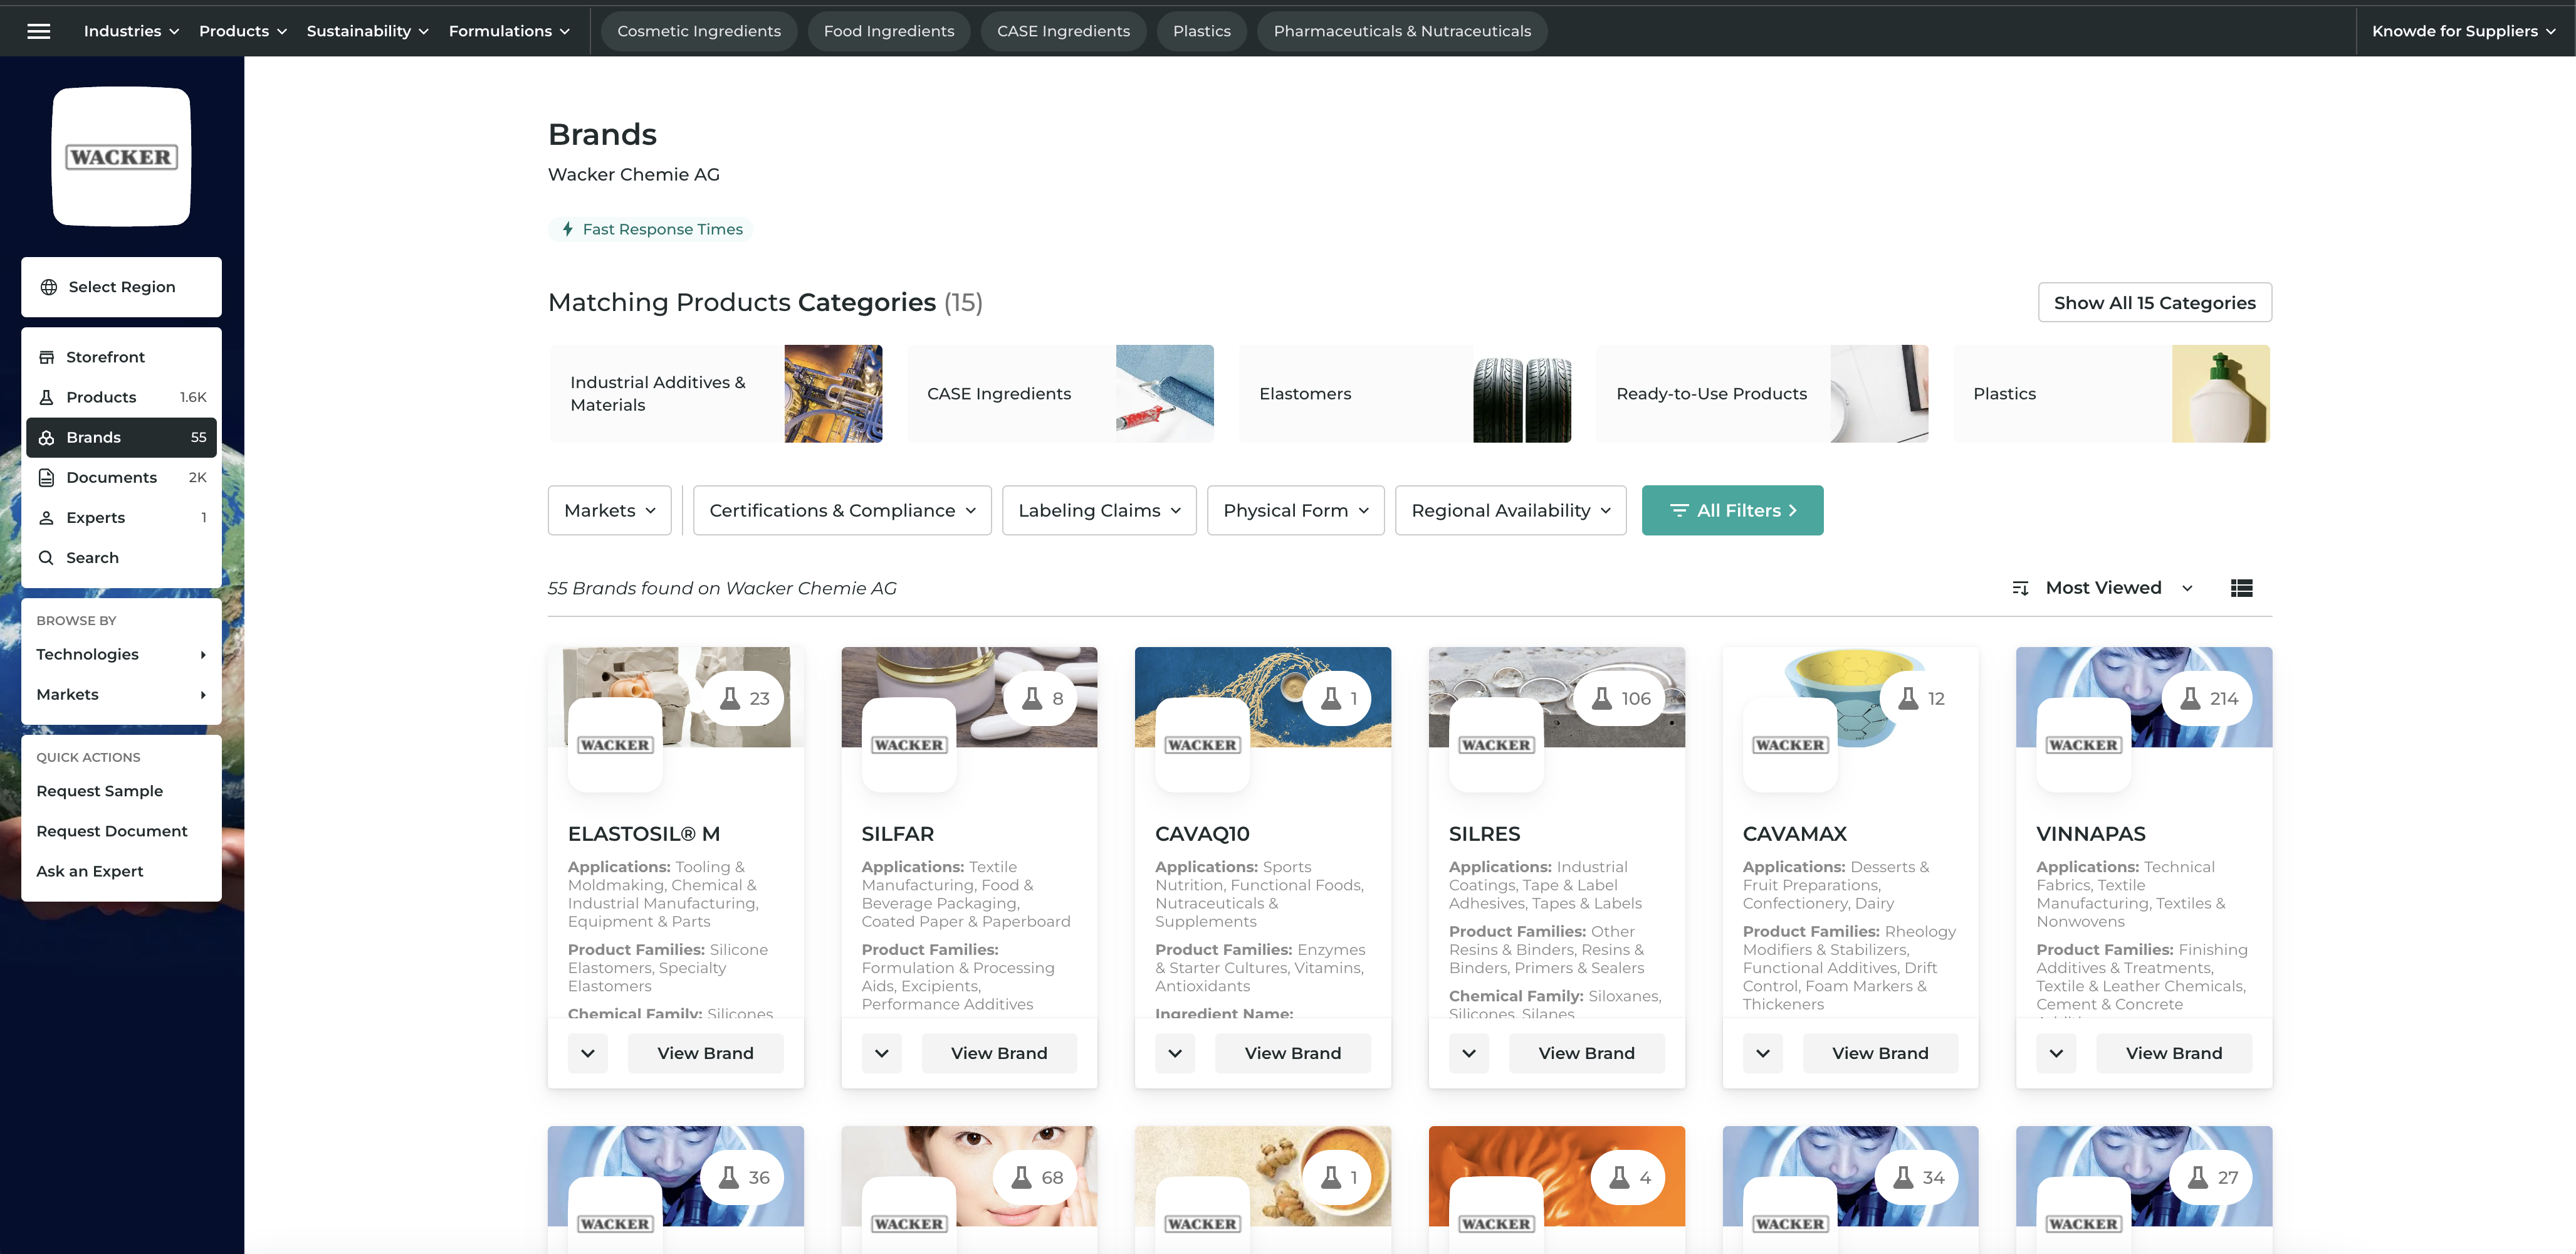 Industries
Products
Sustainability
Formulations
Cosmetic Ingredients
Food Ingredients
CASE Ingredients
Plastics
Pharmaceuticals & Nutraceuticals
Knowde for Suppliers
WACKER
Select Region
Storefront
Products 1.6K
Brands 55
Documents 2K
Experts 1
Search
BROWSE BY
Technologies
Markets
QUICK ACTIONS
Request Sample
Request Document
Ask an Expert
Brands
Wacker Chemie AG
Fast Response Times
Matching Products Categories (15)
Show All 15 Categories
Industrial Additives &
Materials
CASE Ingredients
Elastomers
Ready-to-Use Products
Plastics
Markets
Certifications & Compliance
Labeling Claims
Physical Form
Regional Availability
All Filters
55 Brands found on Wacker Chemie AG
Most Viewed
23
WACKER
ELASTOSIL® M
Applications: Tooling &
Moldmaking, Chemical &
Industrial Manufacturing,
Equipment & Parts
Product Families: Silicone
Elastomers, Specialty
Elastomers
Chemical Family: Silicones
View Brand
8
WACKER
SILFAR
Applications: Textile
Manufacturing, Food &
Beverage Packaging,
Coated Paper & Paperboard
Product Families:
Formulation & Processing
Aids, Excipients,
Performance Additives
View Brand
1
WACKER
CAVAQ10
Applications: Sports
Nutrition, Functional Foods,
Nutraceuticals &
Supplements
Product Families: Enzymes
& Starter Cultures, Vitamins,
Antioxidants
Ingredient Name:
View Brand
106
WACKER
SILRES
Applications: Industrial
Coatings, Tape & Label
Adhesives, Tapes & Labels
Product Families: Other
Resins & Binders, Resins &
Binders, Primers & Sealers
Chemical Family: Siloxanes,
Silicones, Silanes
View Brand
12
WACKER
CAVAMAX
Applications: Desserts &
Fruit Preparations,
Confectionery, Dairy
Product Families: Rheology
Modifiers & Stabilizers,
Functional Additives, Drift
Control, Foam Markers &
Thickeners
View Brand
214
WACKER
VINNAPAS
Applications: Technical
Fabrics, Textile
Manufacturing, Textiles &
Nonwovens
Product Families: Finishing
Additives & Treatments,
Textile & Leather Chemicals,
Cement & Concrete
View Brand
36
WACKER
68
WACKER
1
WACKER
4
WACKER
34
WACKER
27
WACKER